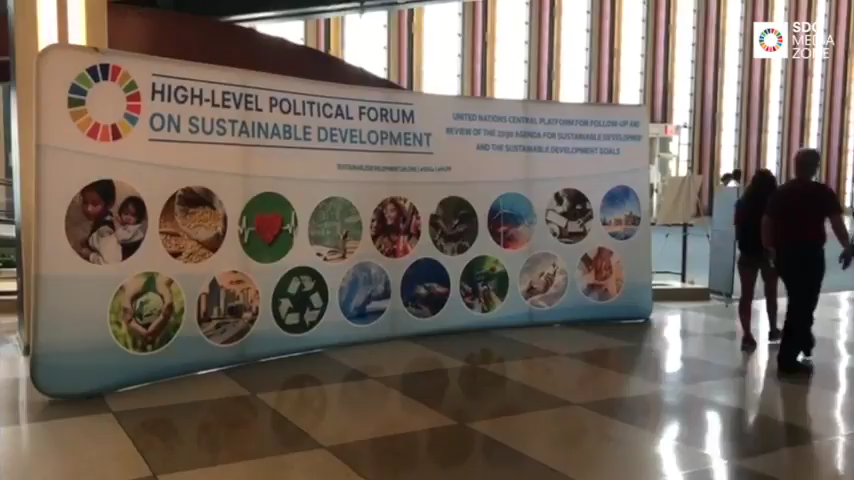 SDG
MEDIA
ZONE
HIGH-LEVEL POLITICAL FORUM
ON SUSTAINABLE DEVELOPMENT
UNITED NATIONS CENTRAL PLATFORM FOR FOLLOW-UP AND
REVIEW OF THE 2030 AGENDA FOR SUSTAINABLE DEVELOPMENT
AND THE SUSTAINABLE DEVELOPMENT GOALS